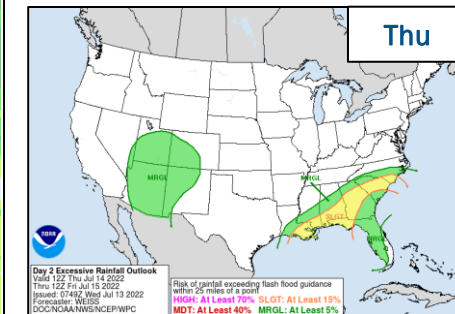 Thu
MRGL
MRGL
SLGT
MRGL
NOAA
Day 2 Excessive Rainfall Outlook
Valid 12Z Thu Jul 14 2022
Thru 12Z Fri Jul 15 2022
Issued: 0749Z Wed Jul 13 2022
Forecaster: WEISS
DOC/NOAA/NWS/NCEP/WPC
Risk of rainfall exceeding flash flood guidance
within 25 miles of a point
HIGH: At Least 70% SLGT: At Least 15%
MDT: At Least 40% MRGL: At Least 5%